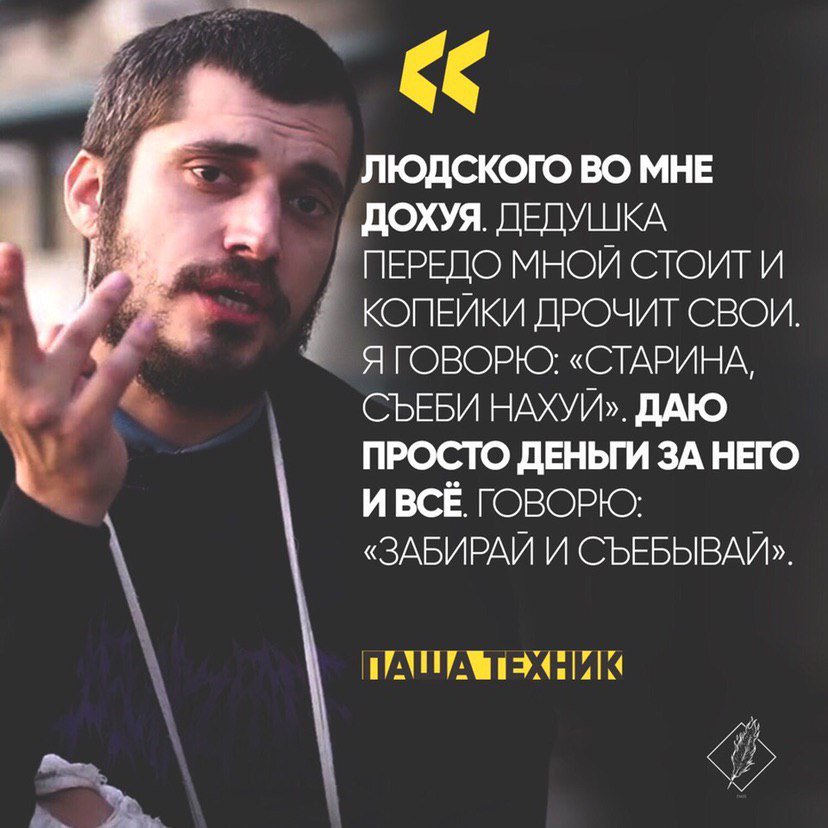 ЛЮДСКОГО ВО МНЕ
ДОХУЯ. ДЕДУШКА
ПЕРЕДО МНОЙ СТОИТ И
КОПЕЙКИ ДРОЧИТ СВОИ.
Я ГОВОРЮ: «СТАРИНА,
СЪЕБИ НАХУЙ». ДАЮ
ПРОСТО ДЕНЬГИ ЗА НЕГО
И ВСЁ. ГОВОРЮ:
«ЗАБИРАЙ И СЪЕБЫВАЙ».
ПАША ТЕХНИК